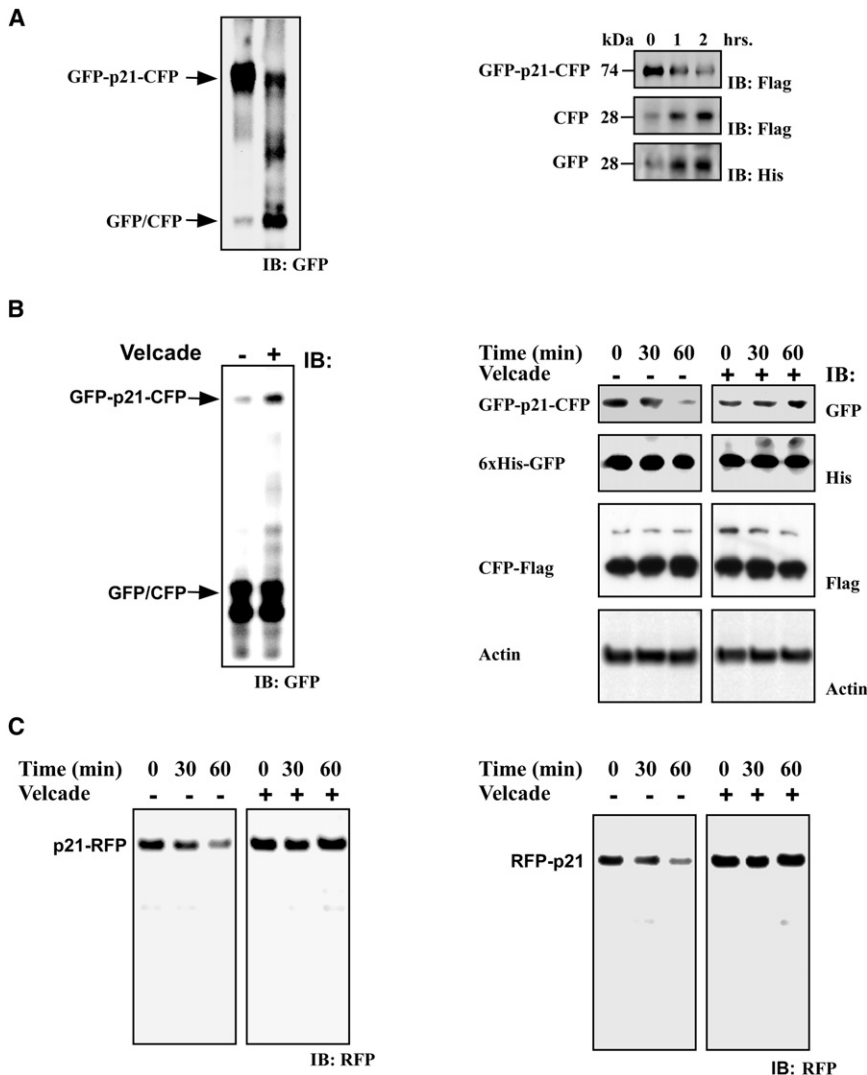 A
GFP-p21-CFP
GFP/CFP
IB: GFP
kDa 0 1 2 hrs.
GFP-p21-CFP 74 IB: Flag
CFP 28 IB: Flag
GFP 28 IB: His
B
Velcade - + IB:
GFP-p21-CFP
GFP/CFP
IB: GFP
Time (min) 0 30 60 0 30 60
Velcade - - - + + + IB:
GFP-p21-CFP GFP
6xHis-GFP His
CFP-Flag Flag
Actin Actin
C
Time (min) 0 30 60 0 30 60
Velcade - - - + + +
p21-RFP
IB: RFP
Time (min) 0 30 60 0 30 60
Velcade - - - + + +
RFP-p21
IB: RFP